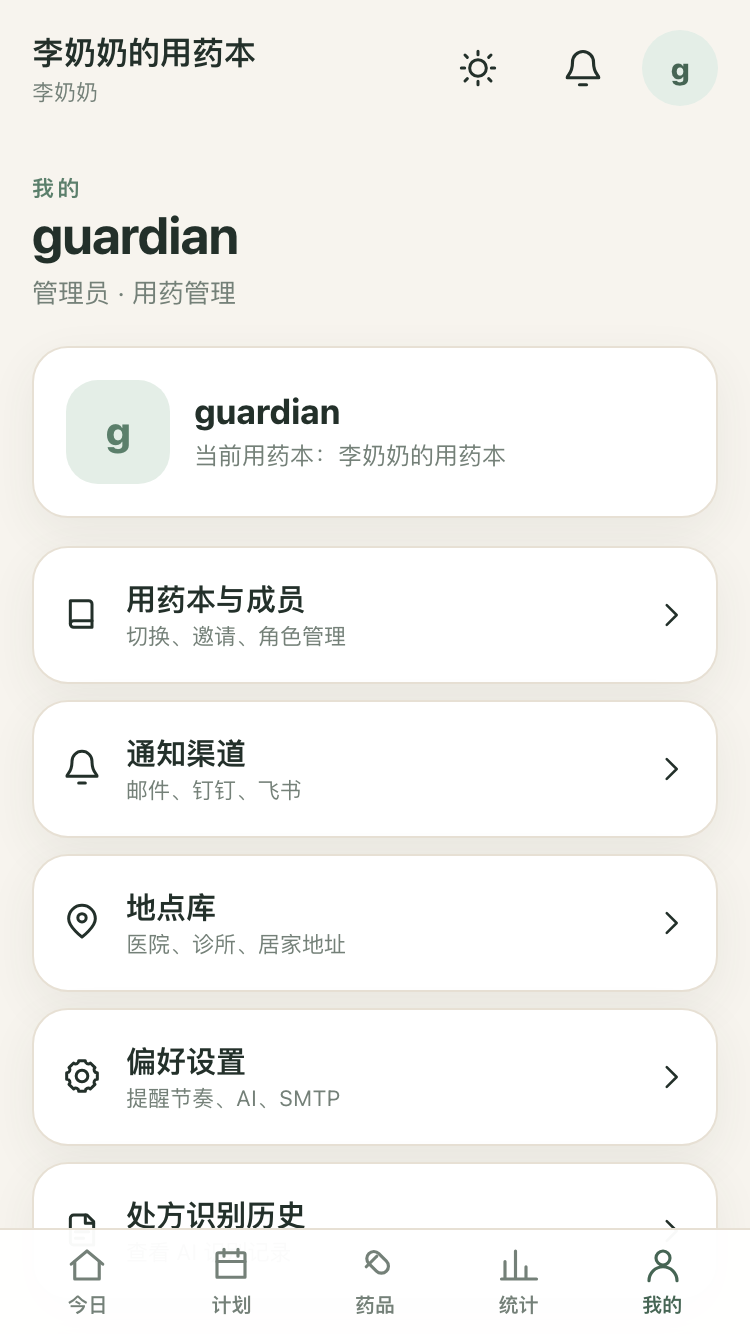 李奶奶的用药本
李奶奶
g
我的
guardian
管理员 · 用药管理
g
guardian
当前用药本: 李奶奶的用药本
用药本与成员
切换、邀请、角色管理
通知渠道
邮件、钉钉、飞书
地点库
医院、诊所、居家地址
偏好设置
提醒节奏、AI、SMTP
处方识别历史
今日
计划
药品
统计
我的